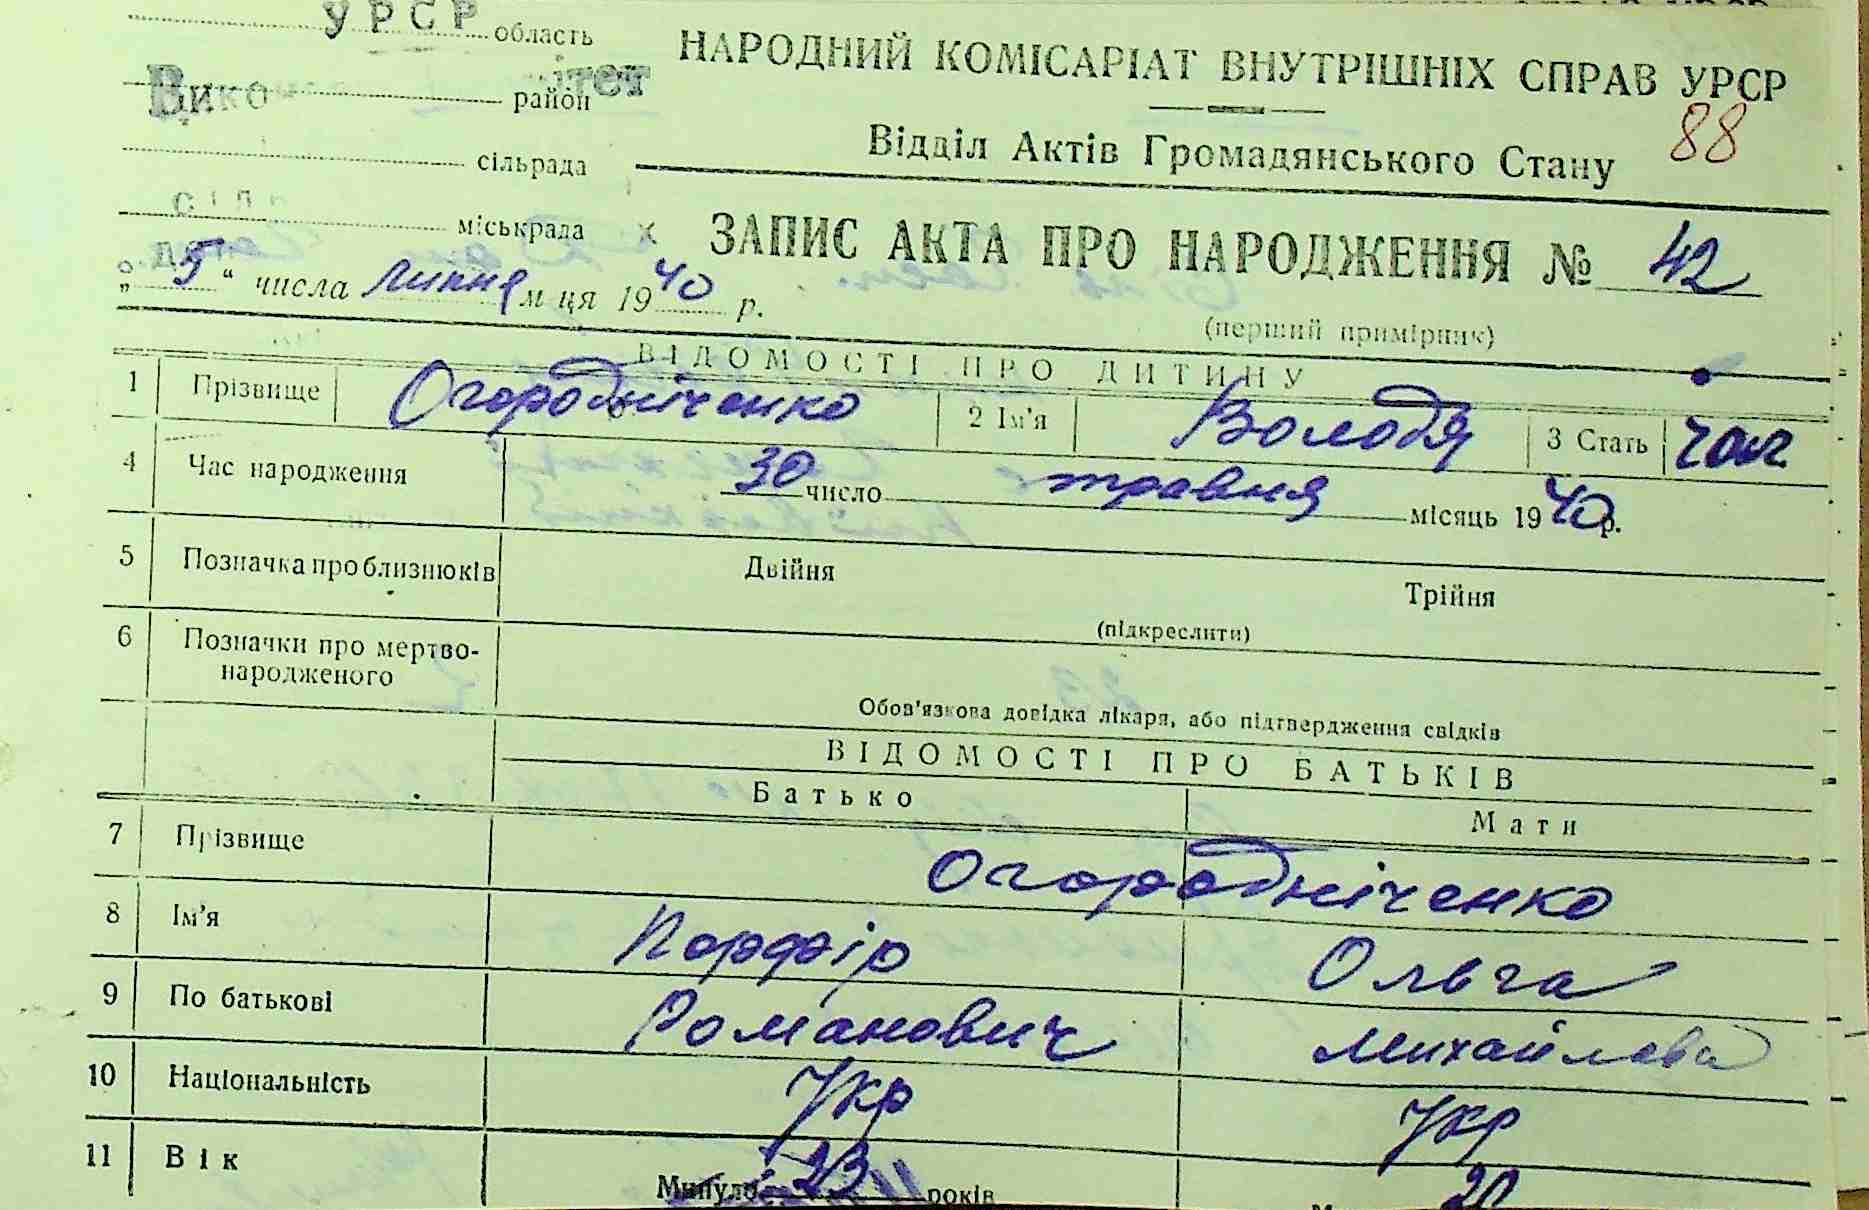 УРСР область
НАРОДНИЙ КОМІСАРІАТ ВНУТРІШНІХ СПРАВ УРСР
район
88
Відділ Актів Громадянського Стану
сільрада
міськрада
ЗАПИС АКТА ПРО НАРОДЖЕННЯ № 42
„5“ числа Липня м ця 1940 р.
(перший примірник)
ВІДОМОСТІ ПРО ДИТИНУ
1 Прізвище Огородніченко 2 Ім'я Володя 3 Стать чол.
4 Час народження 30 число травня місяць 1940 р.
5 Позначка про близнюків Двійня Трійня
(підкреслити)
6 Позначки про мертво-
народженого
Обов'язкова довідка лікаря, або підтвердження свідків
ВІДОМОСТІ ПРО БАТЬКІВ
Батько Мати
7 Прізвище Огородніченко
8 Ім'я Порфір Ольга
9 По батькові Романович Михайлова
10 Національність Укр Укр
11 Вік Минуло 23 років 20